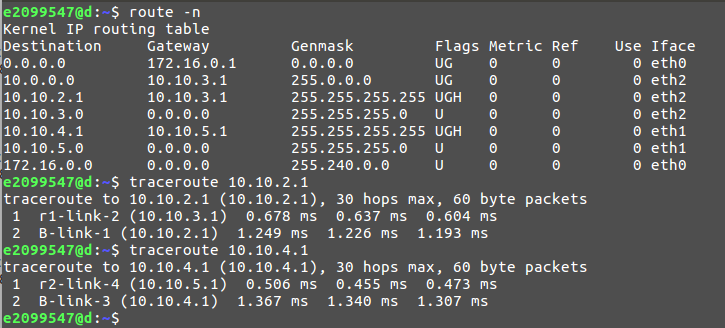 e2099547@d:~$ route -n
Kernel IP routing table
Destination     Gateway         Genmask         Flags Metric Ref    Use Iface
0.0.0.0         172.16.0.1      0.0.0.0         UG    0      0        0 eth0
10.0.0.0        10.10.3.1       255.0.0.0       UG    0      0        0 eth2
10.10.2.1       10.10.3.1       255.255.255.255 UGH   0      0        0 eth2
10.10.3.0       0.0.0.0         255.255.255.0   U     0      0        0 eth2
10.10.4.1       10.10.5.1       255.255.255.255 UGH   0      0        0 eth1
10.10.5.0       0.0.0.0         255.255.255.0   U     0      0        0 eth1
172.16.0.0      0.0.0.0         255.240.0.0     U     0      0        0 eth0
e2099547@d:~$ traceroute 10.10.2.1
traceroute to 10.10.2.1 (10.10.2.1), 30 hops max, 60 byte packets
 1  r1-link-2 (10.10.3.1)  0.678 ms  0.637 ms  0.604 ms
 2  B-link-1 (10.10.2.1)  1.249 ms  1.226 ms  1.193 ms
e2099547@d:~$ traceroute 10.10.4.1
traceroute to 10.10.4.1 (10.10.4.1), 30 hops max, 60 byte packets
 1  r2-link-4 (10.10.5.1)  0.506 ms  0.455 ms  0.473 ms
 2  B-link-3 (10.10.4.1)  1.367 ms  1.340 ms  1.307 ms
e2099547@d:~$